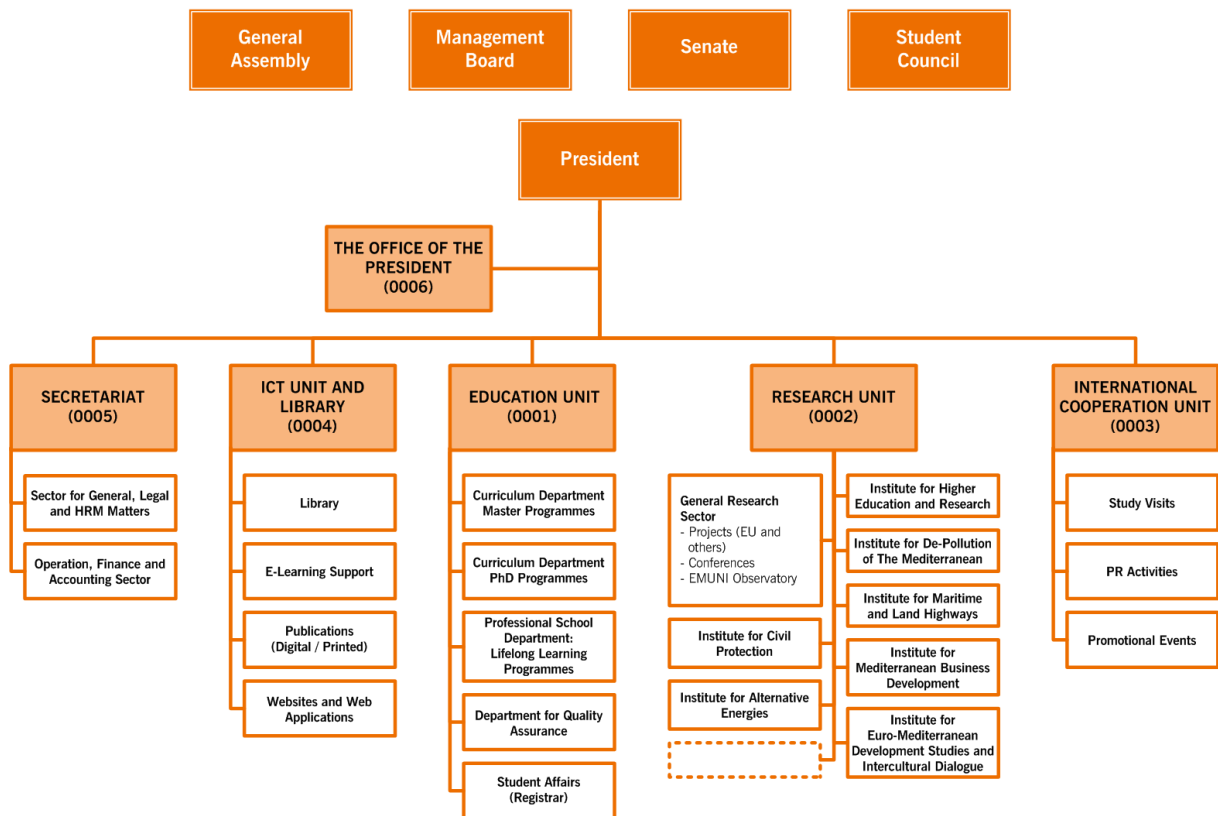 General
Assembly
Management
Board
Senate
Student
Council
President
THE OFFICE OF THE
PRESIDENT
(0006)
SECRETARIAT
(0005)
ICT UNIT AND
LIBRARY
(0004)
EDUCATION UNIT
(0001)
RESEARCH UNIT
(0002)
INTERNATIONAL
COOPERATION UNIT
(0003)
Sector for General, Legal
and HRM Matters
Operation, Finance and
Accounting Sector
Library
E-Learning Support
Publications
(Digital / Printed)
Websites and Web
Applications
Curriculum Department
Master Programmes
Curriculum Department
PhD Programmes
Professional School
Department:
Lifelong Learning
Programmes
Department for Quality
Assurance
Student Affairs
(Registrar)
General Research
Sector
- Projects (EU and
others)
- Conferences
- EMUNI Observatory
Institute for Civil
Protection
Institute for Alternative
Energies
Institute for Higher
Education and Research
Institute for De-Pollution
of The Mediterranean
Institute for Maritime
and Land Highways
Institute for
Mediterranean Business
Development
Institute for
Euro-Mediterranean
Development Studies and
Intercultural Dialogue
Study Visits
PR Activities
Promotional Events